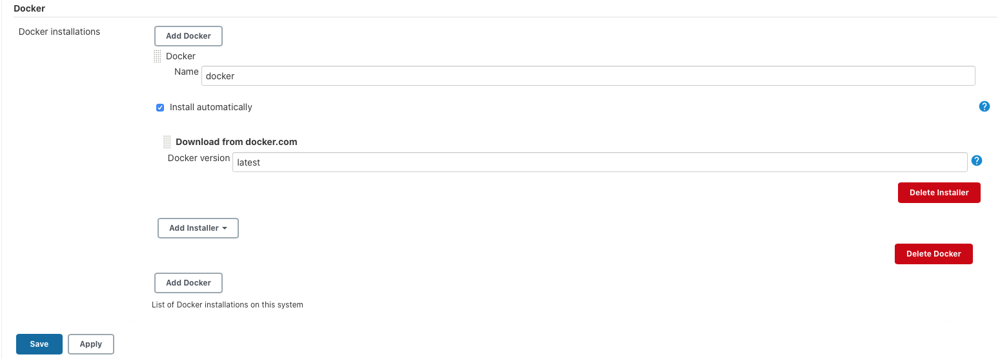 Docker
Docker installations
Add Docker
Docker
Name docker
Install automatically
?
Download from docker.com
Docker version latest
?
Delete Installer
Add Installer
Delete Docker
Add Docker
List of Docker installations on this system
Save Apply